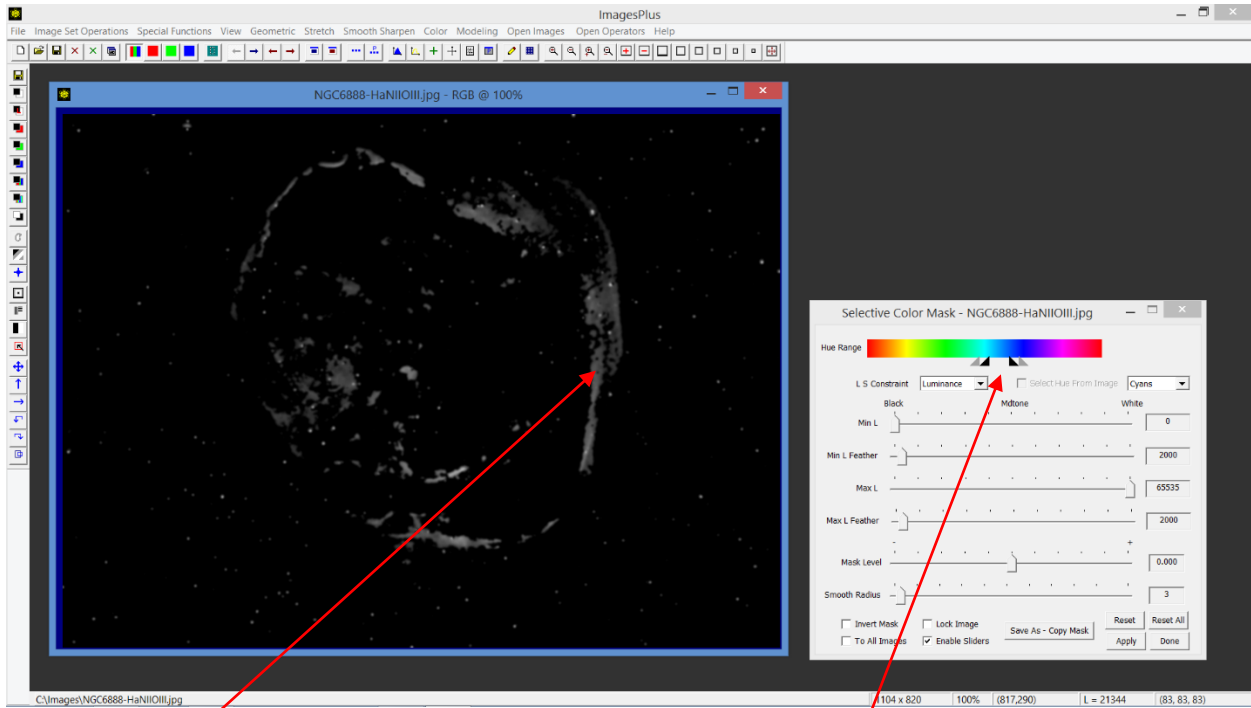 ImagesPlus
File Image Set Operations Special Functions View Geometric Stretch Smooth Sharpen Color Modeling Open Images Open Operators Help
NGC6888-HaNIIOIII.jpg - RGB @ 100%
Selective Color Mask - NGC6888-HaNIIOIII.jpg
Hue Range
L S Constraint Luminance Select Hue From Image Cyans
Black Mdtone White
Min L 0
Min L Feather 2000
Max L 65535
Max L Feather 2000
- +
Mask Level 0.000
Smooth Radius 3
Invert Mask Lock Image Save As - Copy Mask Reset Reset All
To All Images Enable Sliders Apply Done
C:\Images\NGC6888-HaNIIOIII.jpg 1104 x 820 100% (817,290) L = 21344 (83, 83, 83)